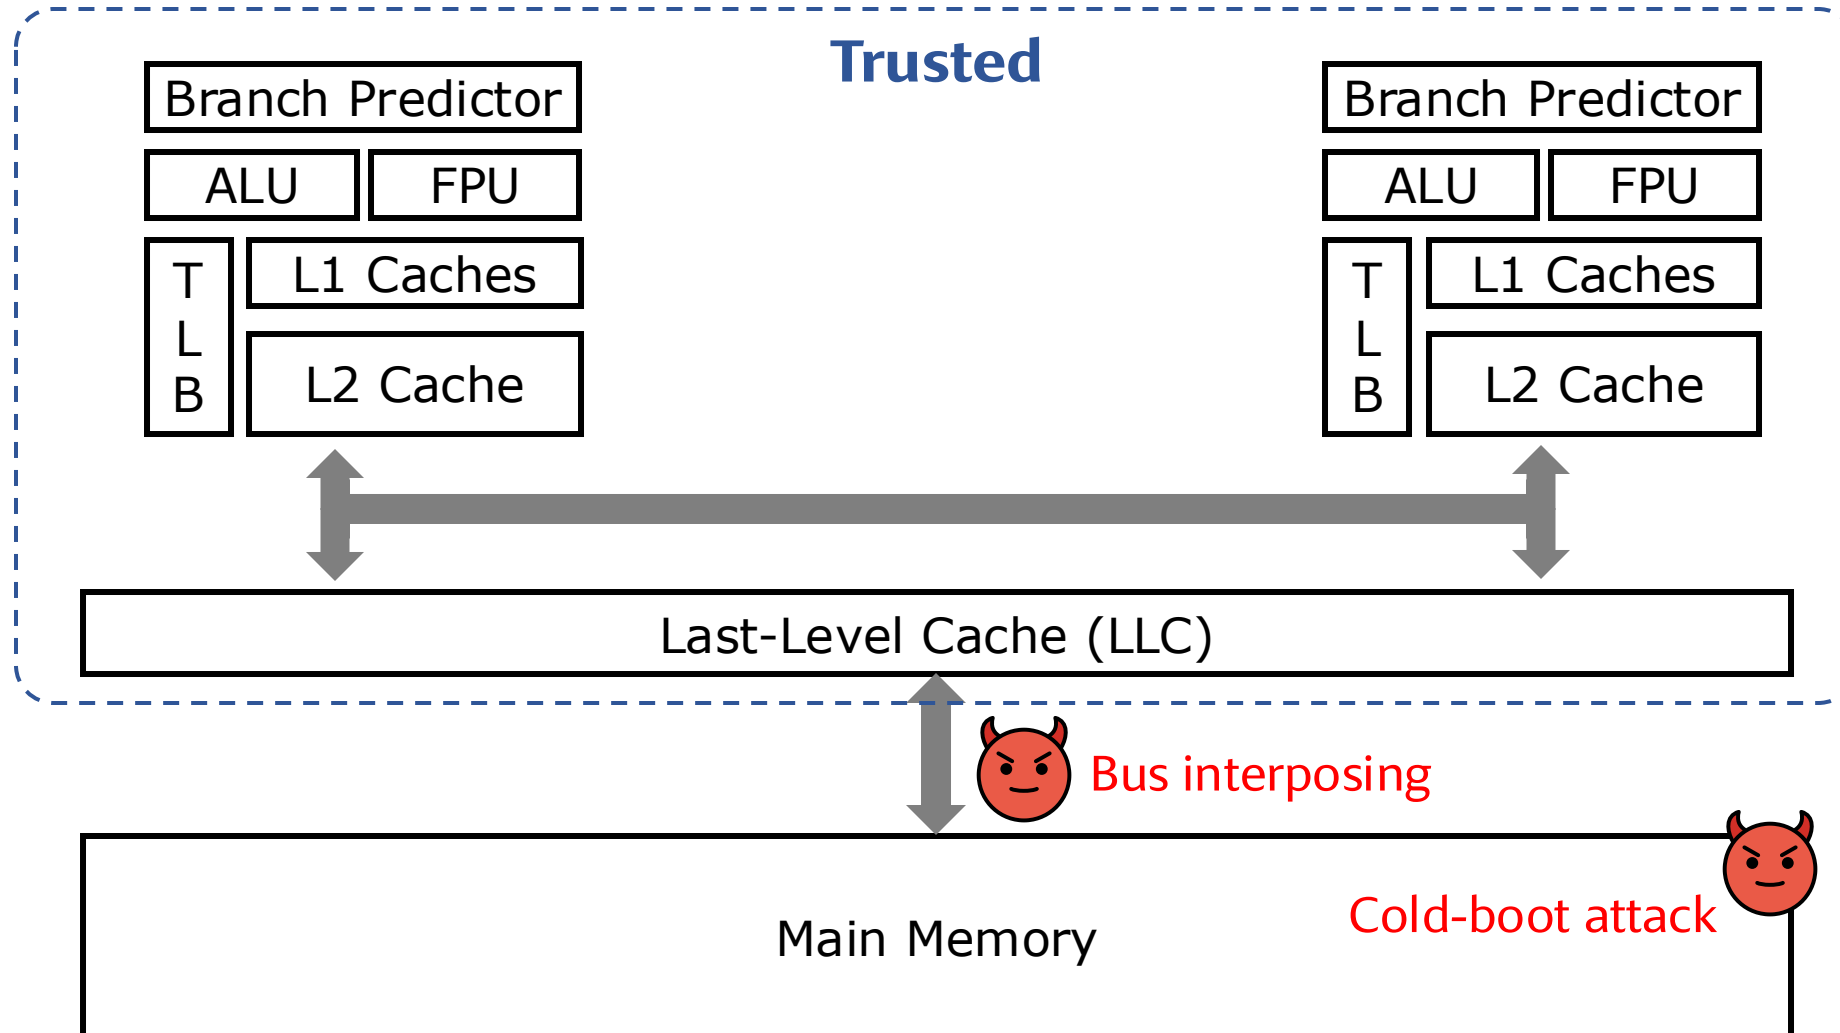 Trusted
Branch Predictor
Branch Predictor
ALU
FPU
ALU
FPU
T
L
B
L1 Caches
L2 Cache
T
L
B
L1 Caches
L2 Cache
Last-Level Cache (LLC)
Bus interposing
Cold-boot attack
Main Memory